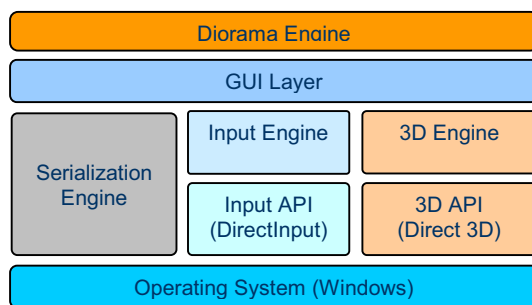 Diorama Engine
GUI Layer
Serialization
Engine
Input Engine
3D Engine
Input API
(DirectInput)
3D API
(Direct 3D)
Operating System (Windows)